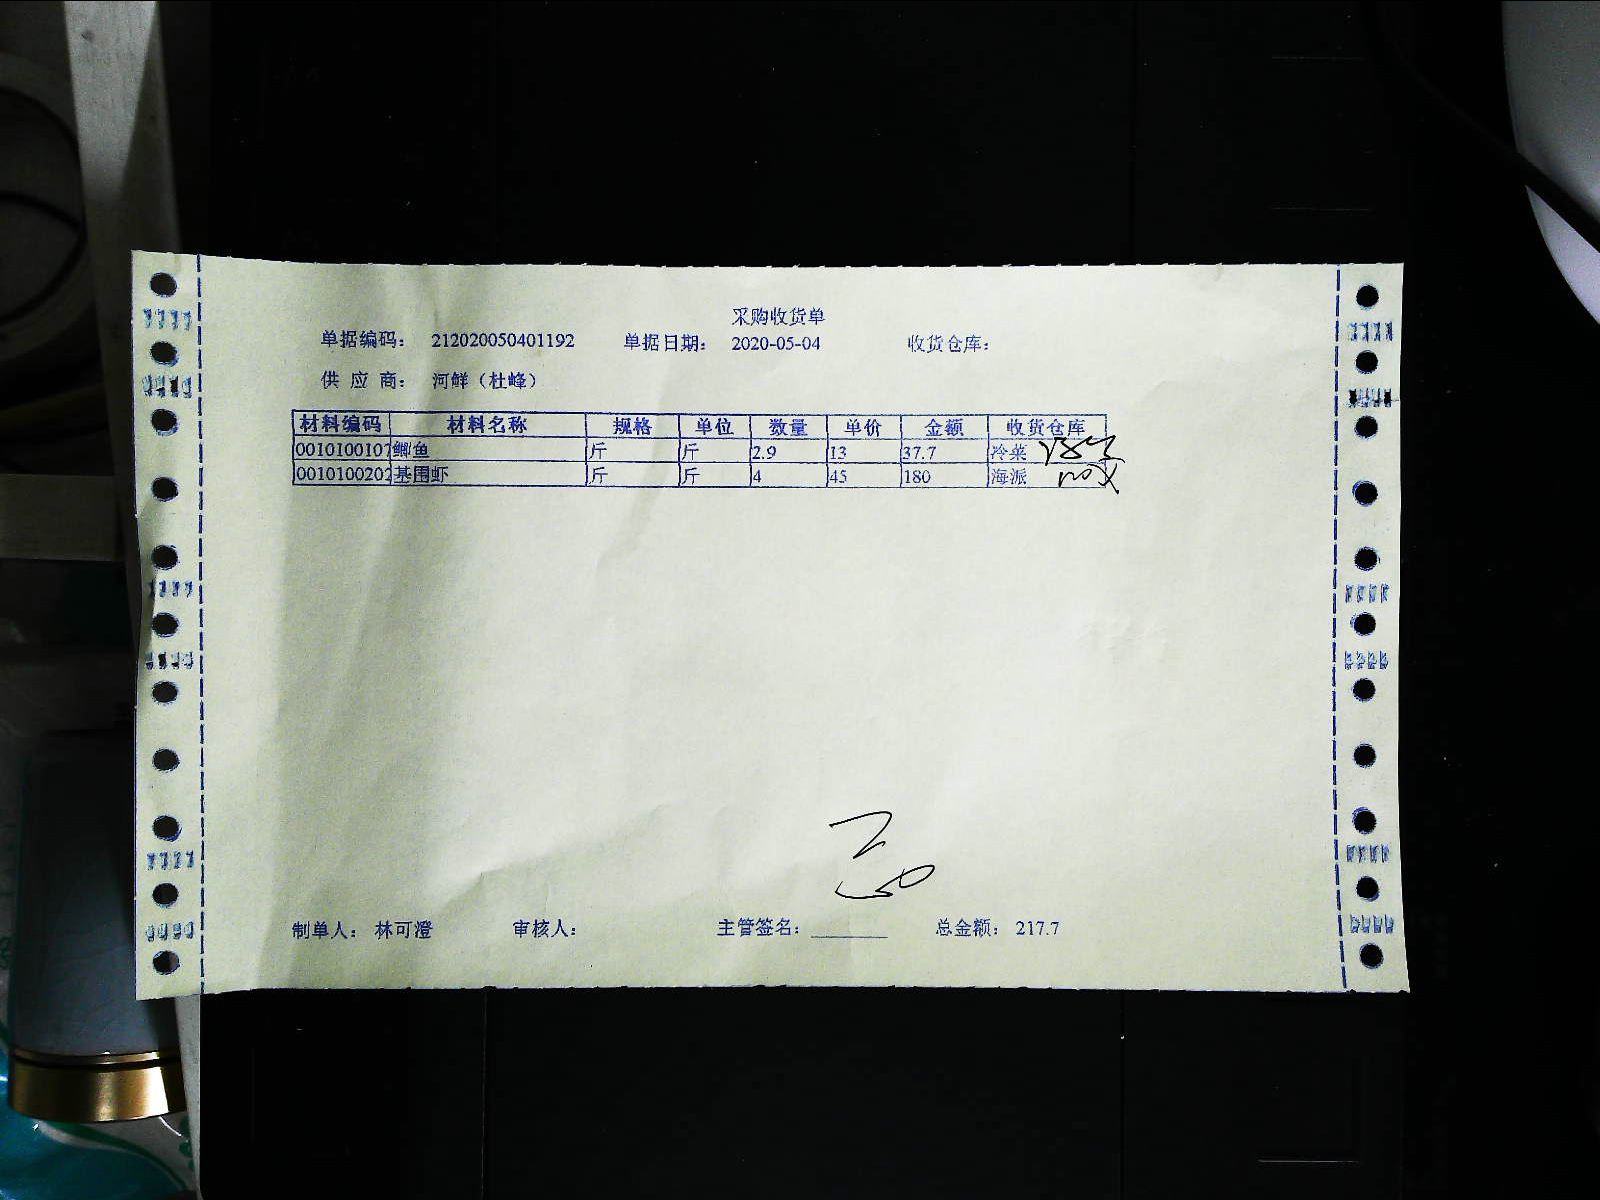 采购收货单
单据编码： 212020050401192 单据日期： 2020-05-04 收货仓库：
供 应 商： 河鲜（杜峰）
材料编码 材料名称 规格 单位 数量 单价 金额 收货仓库
0010100107 鲫鱼 斤 斤 2.9 13 37.7 冷菜
0010100202 基围虾 斤 斤 4 45 180 海派
制单人： 林可澄 审核人： 主管签名： 总金额： 217.7